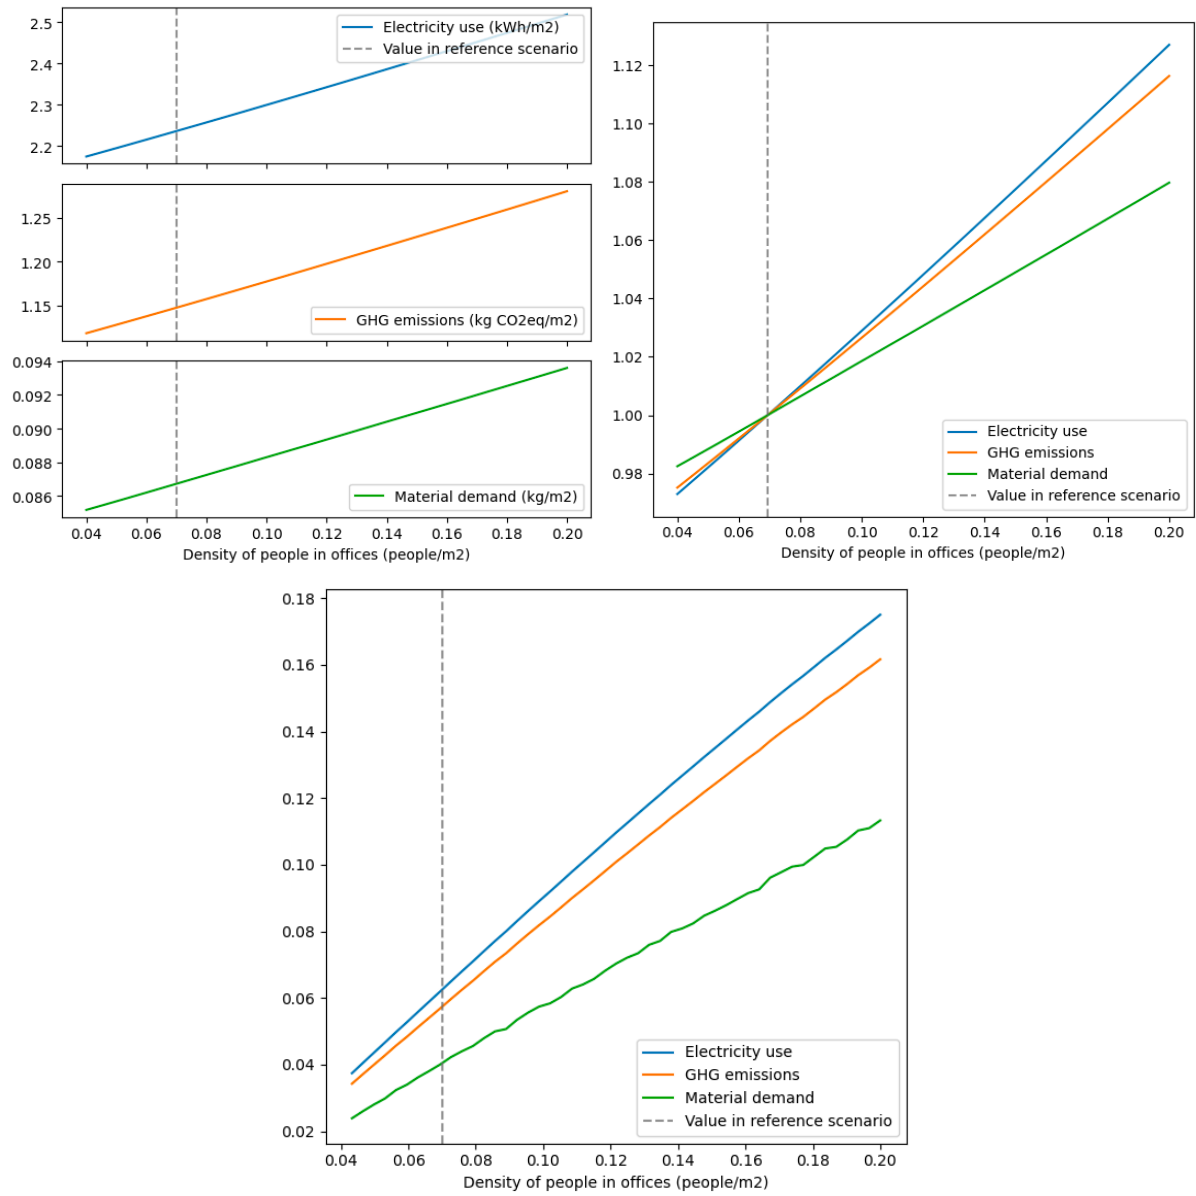 2.5
2.4
2.3
2.2
Electricity use (kWh/m2)
Value in reference scenario
1.25
1.20
1.15
GHG emissions (kg CO2eq/m2)
0.094
0.092
0.090
0.088
0.086
Material demand (kg/m2)
0.04 0.06 0.08 0.10 0.12 0.14 0.16 0.18 0.20
Density of people in offices (people/m2)
1.12
1.10
1.08
1.06
1.04
1.02
1.00
0.98
Electricity use
GHG emissions
Material demand
Value in reference scenario
0.04 0.06 0.08 0.10 0.12 0.14 0.16 0.18 0.20
Density of people in offices (people/m2)
0.18
0.16
0.14
0.12
0.10
0.08
0.06
0.04
0.02
Electricity use
GHG emissions
Material demand
Value in reference scenario
0.04 0.06 0.08 0.10 0.12 0.14 0.16 0.18 0.20
Density of people in offices (people/m2)